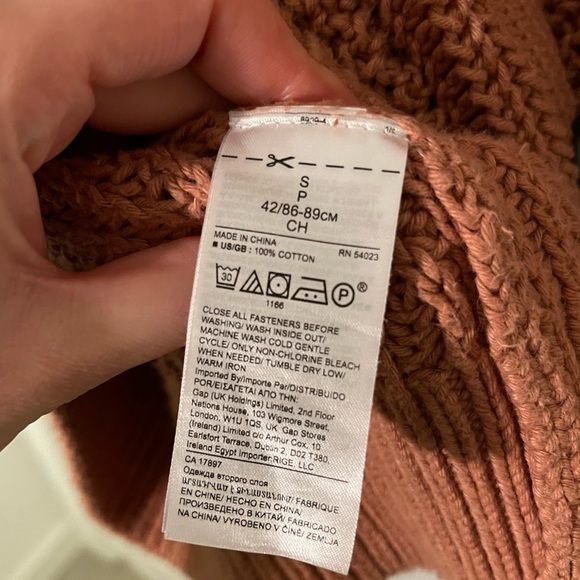 S
P
42/86-89CM
CH
MADE IN CHINA RN 54023
■ US/GB : 100% COTTON
30
®
P
1166
CLOSE ALL FASTENERS BEFORE
WASHING/ WASH INSIDE OUT/
MACHINE WASH COLD GENTLE
CYCLE/ ONLY NON-CHLORINE BLEACH
WHEN NEEDED/ TUMBLE DRY LOW/
WARM IRON
Imported By/Importe Par/DISTRIBUIDO
POR/ΕΙΣΑΓΕΤΑΙ ΑΠΟ ΤΗΝ:
Gap (UK Holdings) Limited, 2nd Floor
Nations House, 103 Wigmore Street,
London, W1U 1QS, UK Gap Stores
(Ireland) Limited c/o Arthur Cox, 10
Earlsfort Terrace, Dublin 2, D02 T380,
Ireland Egypt Importer:RIGE, LLC
CA 17897
Одежда второго слоя
ԱՐՏԱԴՐՎԱԾ Է ՉԻՆԱՍՏԱՆՈՒՄ/ FABRIQUE
EN CHINE/ HECHO EN CHINA/
ПРОИЗВЕДЕНО В КИТАЙ/ FABRICADO
NA CHINA/ VYROBENO V ČÍNĚ/ ZEMLJA